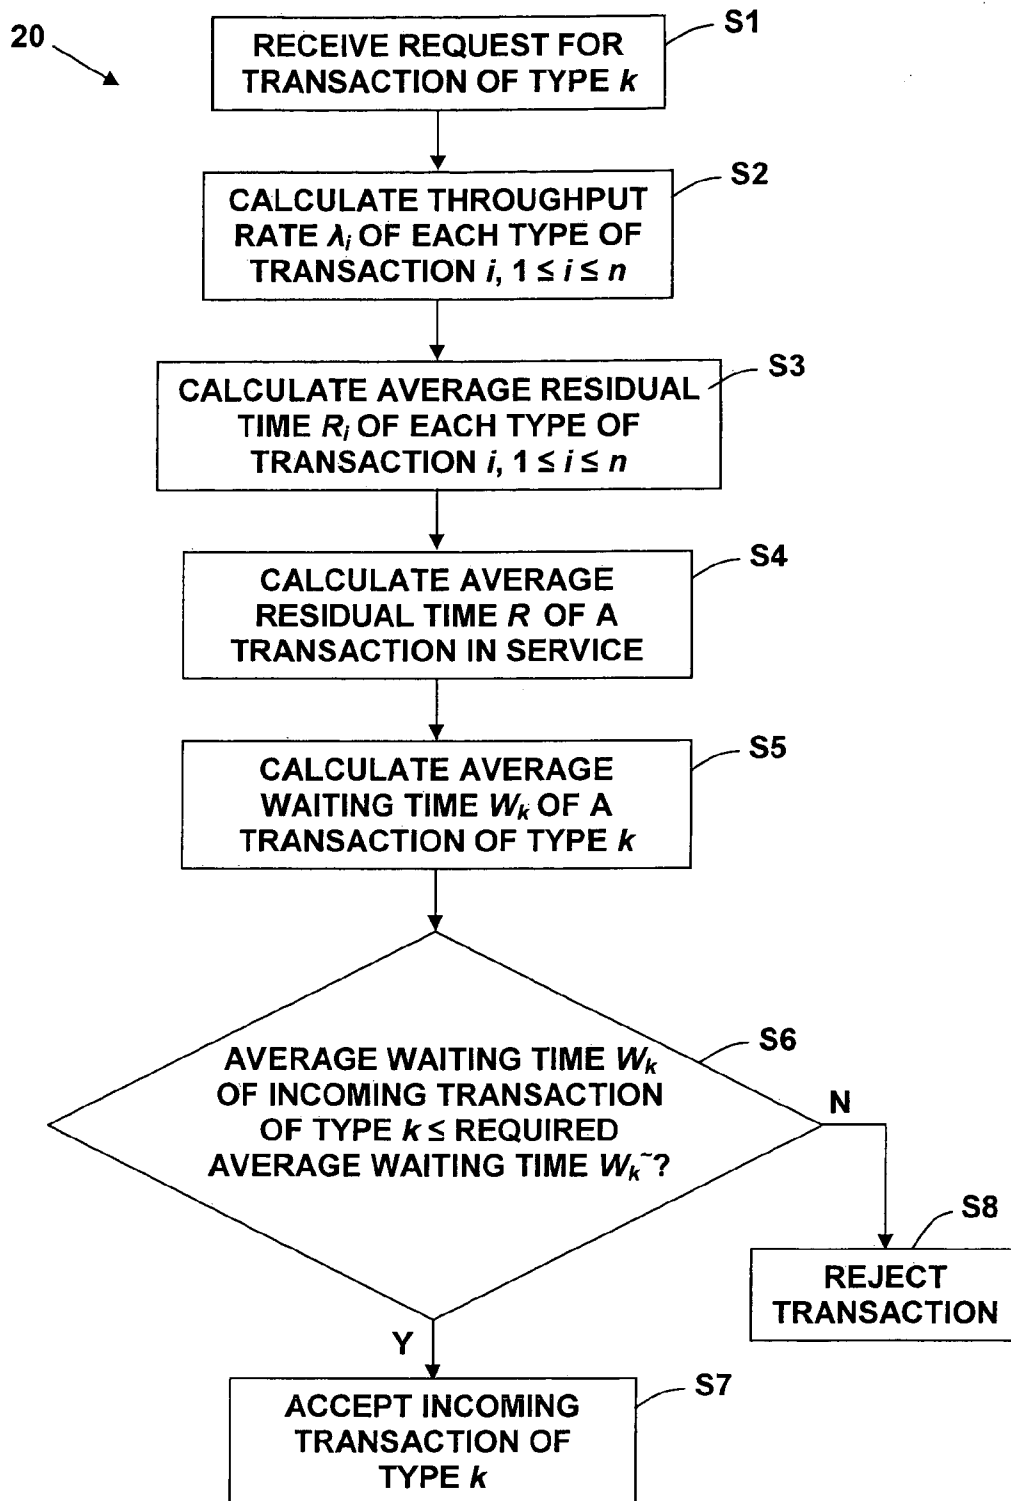 20
RECEIVE REQUEST FOR
TRANSACTION OF TYPE k
S1
CALCULATE THROUGHPUT
RATE λi OF EACH TYPE OF
TRANSACTION i, 1 ≤ i ≤ n
S2
CALCULATE AVERAGE RESIDUAL
TIME Ri OF EACH TYPE OF
TRANSACTION i, 1 ≤ i ≤ n
S3
CALCULATE AVERAGE
RESIDUAL TIME R OF A
TRANSACTION IN SERVICE
S4
CALCULATE AVERAGE
WAITING TIME Wk OF A
TRANSACTION OF TYPE k
S5
AVERAGE WAITING TIME Wk
OF INCOMING TRANSACTION
OF TYPE k ≤ REQUIRED
AVERAGE WAITING TIME Wk~?
S6
N
S8
REJECT
TRANSACTION
Y
S7
ACCEPT INCOMING
TRANSACTION OF
TYPE k